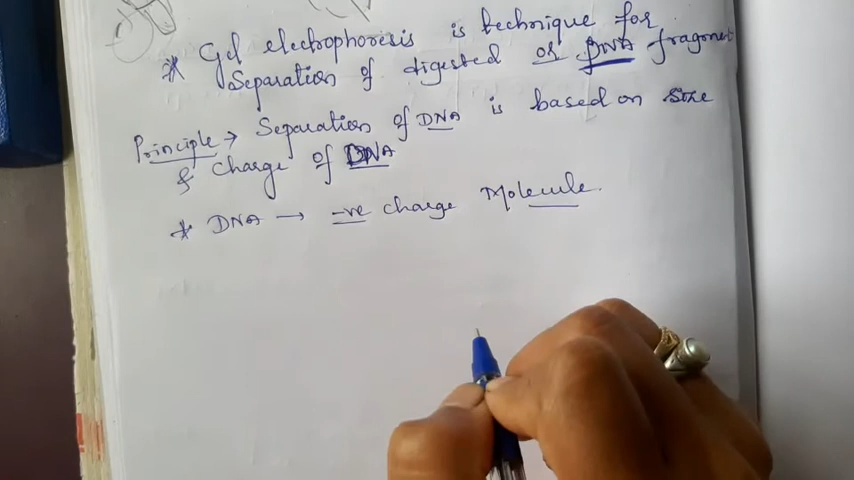 * Gel electrophoresis is technique for
Separation of digested or DNA fragment
Principle → Separation of DNA is based on size
& charge of DNA
* DNA → -ve charge Molecule.